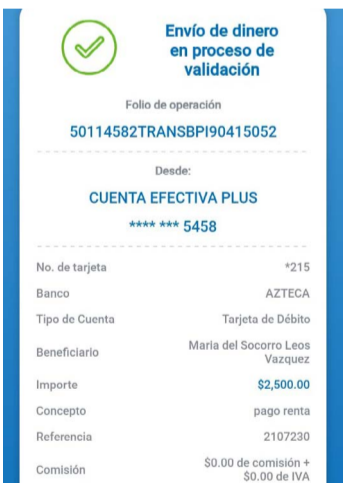 Envío de dinero
en proceso de
validación
Folio de operación
50114582TRANSBPI90415052
Desde:
CUENTA EFECTIVA PLUS
**** *** 5458
No. de tarjeta *215
Banco AZTECA
Tipo de Cuenta Tarjeta de Débito
Beneficiario Maria del Socorro Leos
Vazquez
Importe $2,500.00
Concepto pago renta
Referencia 2107230
Comisión $0.00 de comisión +
$0.00 de IVA